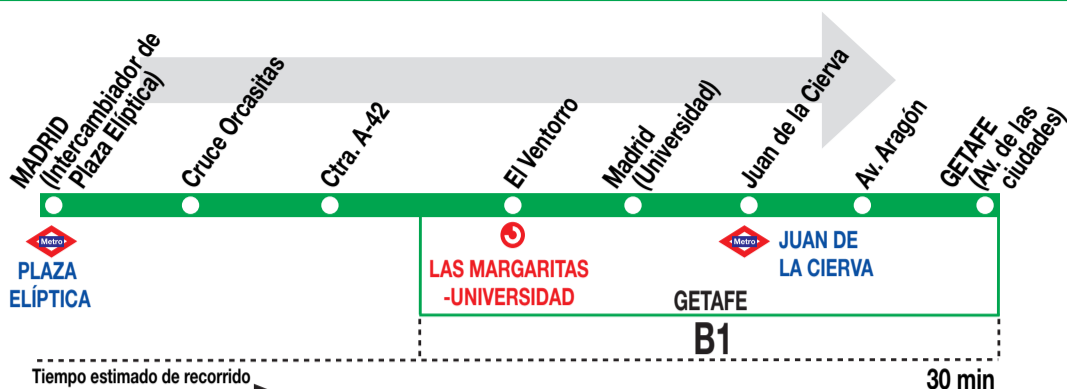 MADRID
(Intercambiador de
Plaza Elíptica)
Cruce Orcasitas
Ctra. A-42
El Ventorro
Madrid
(Universidad)
Juan de la Cierva
Av. Aragón
GETAFE
(Av. de las
ciudades)
Metro
PLAZA
ELÍPTICA
LAS MARGARITAS
-UNIVERSIDAD
Metro
JUAN DE
LA CIERVA
GETAFE
B1
Tiempo estimado de recorrido
30 min